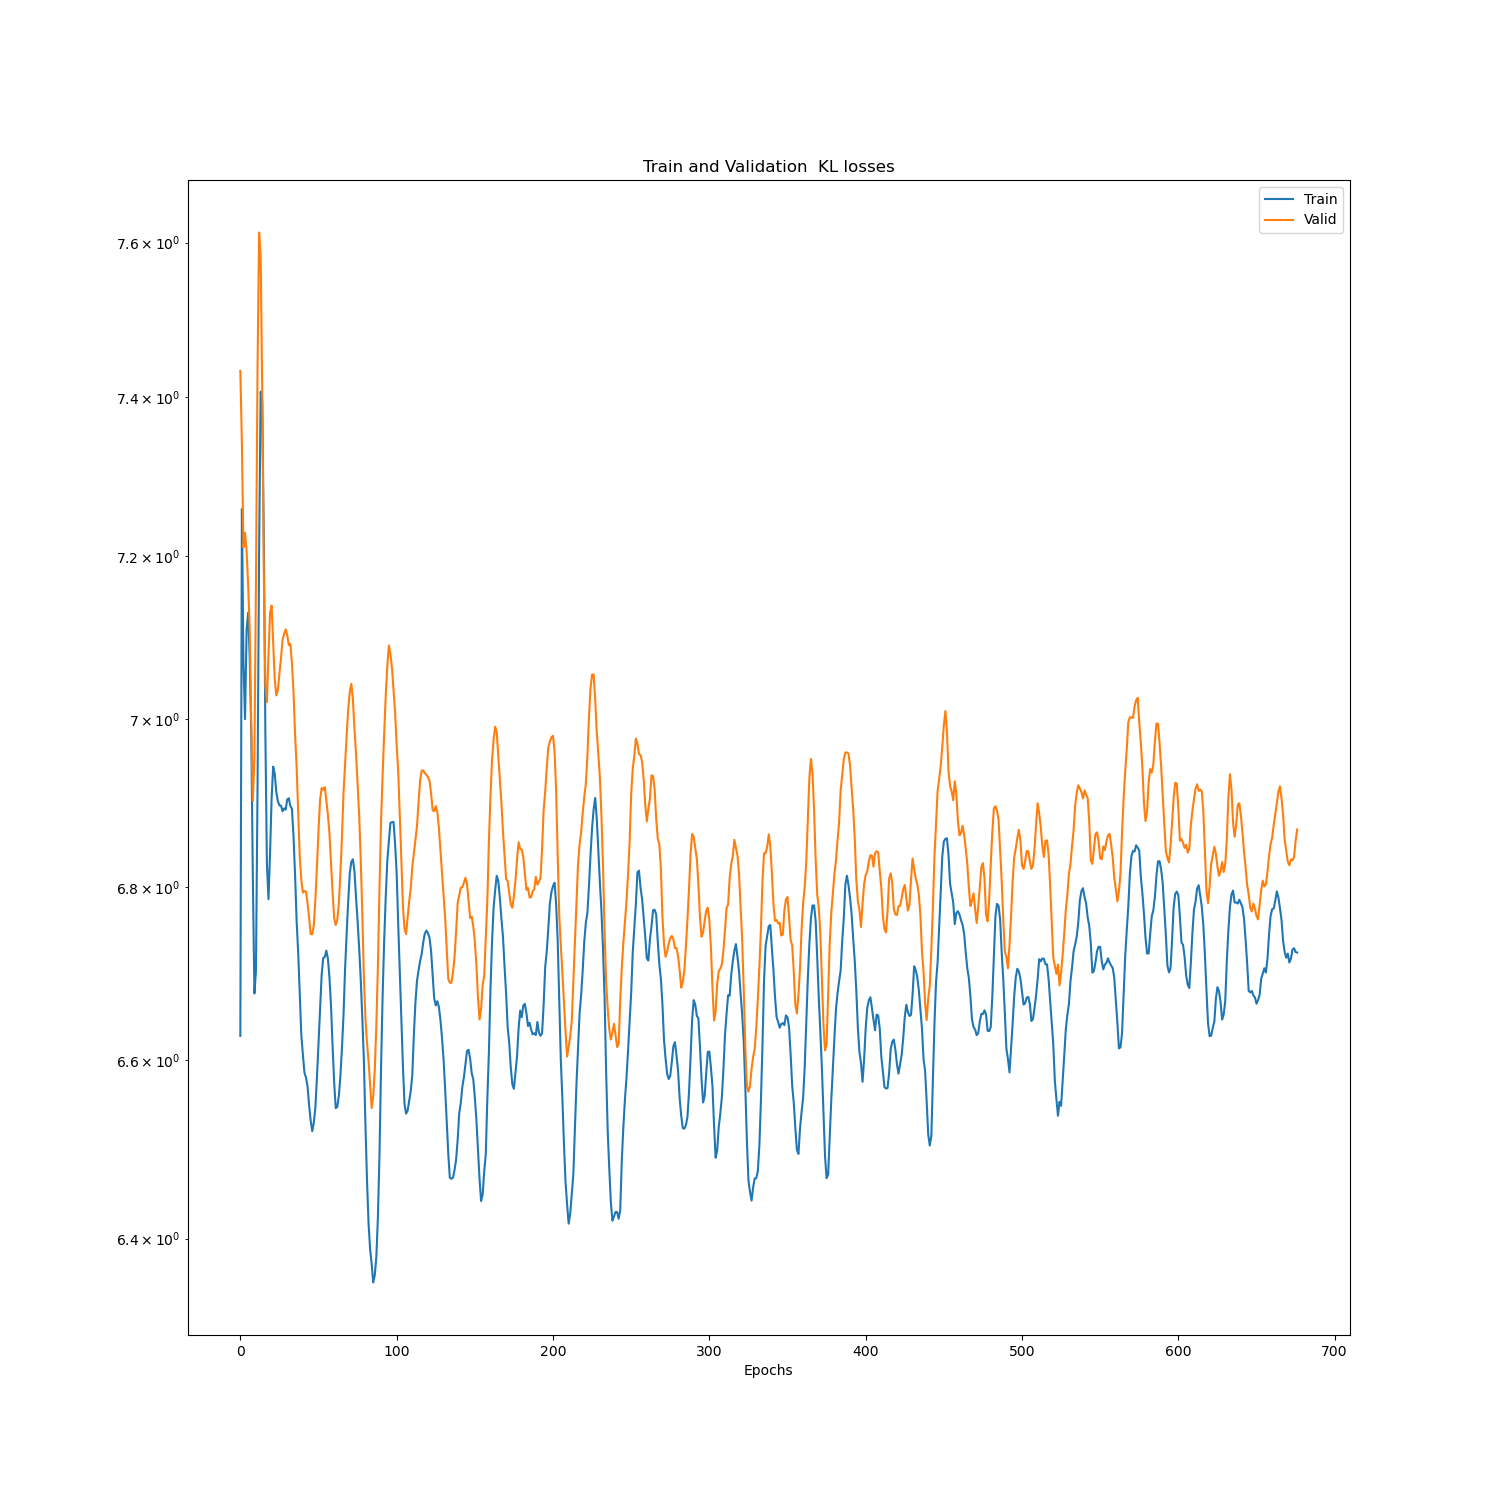 Train and Validation  KL losses
Train
Valid
7.6 × 10⁰
7.4 × 10⁰
7.2 × 10⁰
7 × 10⁰
6.8 × 10⁰
6.6 × 10⁰
6.4 × 10⁰
0 100 200 300 400 500 600 700
Epochs